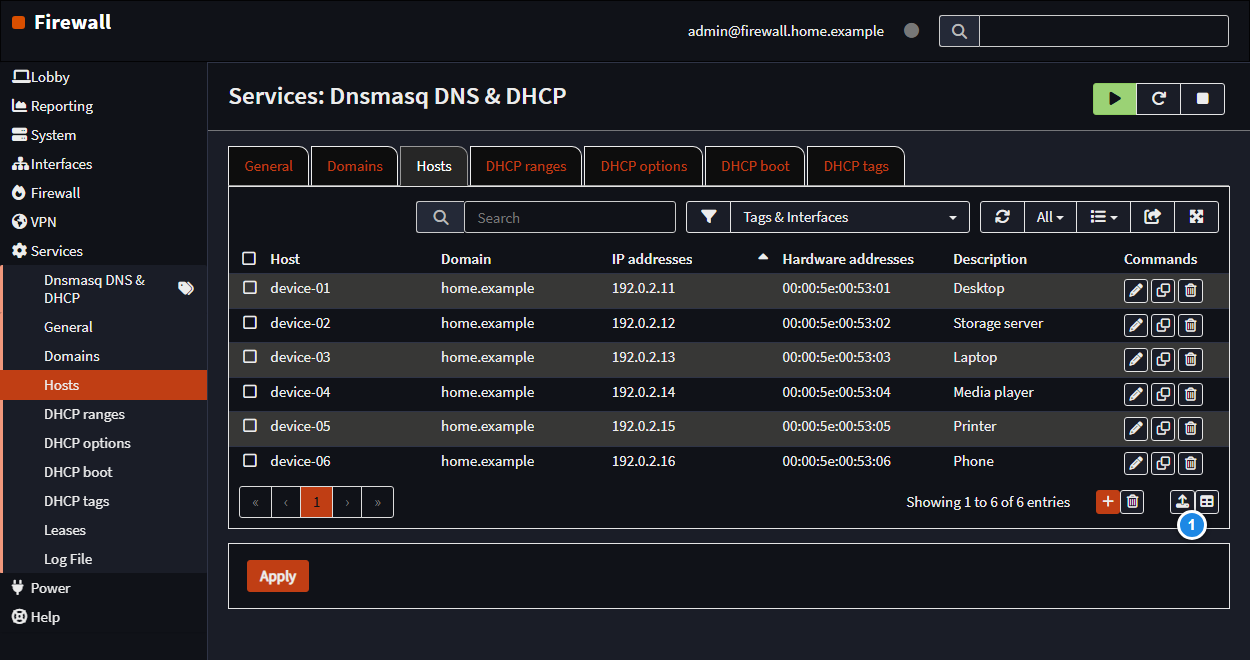 Firewall
admin@firewall.home.example
Lobby
Reporting
System
Interfaces
Firewall
VPN
Services
Dnsmasq DNS &
DHCP
General
Domains
Hosts
DHCP ranges
DHCP options
DHCP boot
DHCP tags
Leases
Log File
Power
Help
Services: Dnsmasq DNS & DHCP
General Domains Hosts DHCP ranges DHCP options DHCP boot DHCP tags
Search Tags & Interfaces All
Host Domain IP addresses Hardware addresses Description Commands
device-01 home.example 192.0.2.11 00:00:5e:00:53:01 Desktop
device-02 home.example 192.0.2.12 00:00:5e:00:53:02 Storage server
device-03 home.example 192.0.2.13 00:00:5e:00:53:03 Laptop
device-04 home.example 192.0.2.14 00:00:5e:00:53:04 Media player
device-05 home.example 192.0.2.15 00:00:5e:00:53:05 Printer
device-06 home.example 192.0.2.16 00:00:5e:00:53:06 Phone
« ‹ 1 › » Showing 1 to 6 of 6 entries
1
Apply